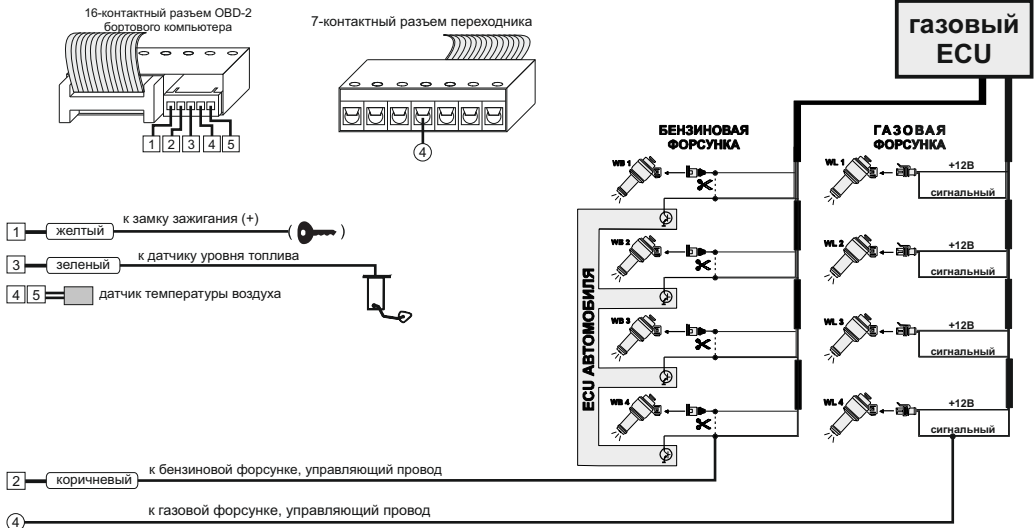 16-контактный разъем OBD-2
бортового компьютера
7-контактный разъем переходника
газовый
ECU
1 2 3 4 5
4
БЕНЗИНОВАЯ
ФОРСУНКА
ГАЗОВАЯ
ФОРСУНКА
WB 1
WL 1
+12В
сигнальный
1 желтый к замку зажигания (+) ( )
3 зеленый к датчику уровня топлива
4 5 датчик температуры воздуха
WB 2
WL 2
+12В
сигнальный
WB 3
WL 3
+12В
сигнальный
WB 4
WL 4
+12В
сигнальный
ECU АВТОМОБИЛЯ
2 коричневый к бензиновой форсунке, управляющий провод
4 к газовой форсунке, управляющий провод